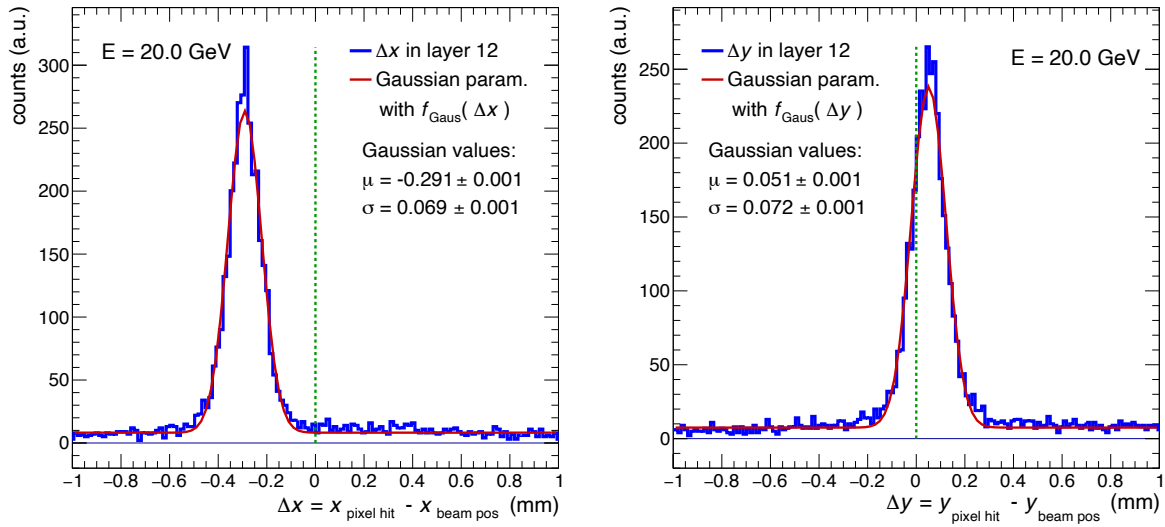 counts (a.u.)
E = 20.0 GeV
Δx in layer 12
Gaussian param.
with f_Gaus( Δx )
Gaussian values:
μ = -0.291 ± 0.001
σ = 0.069 ± 0.001
300
250
200
150
100
50
0
−1 −0.8 −0.6 −0.4 −0.2 0 0.2 0.4 0.6 0.8 1
Δx = x_pixel hit - x_beam pos (mm)
counts (a.u.)
Δy in layer 12
E = 20.0 GeV
Gaussian param.
with f_Gaus( Δy )
Gaussian values:
μ = 0.051 ± 0.001
σ = 0.072 ± 0.001
250
200
150
100
50
0
−1 −0.8 −0.6 −0.4 −0.2 0 0.2 0.4 0.6 0.8 1
Δy = y_pixel hit - y_beam pos (mm)